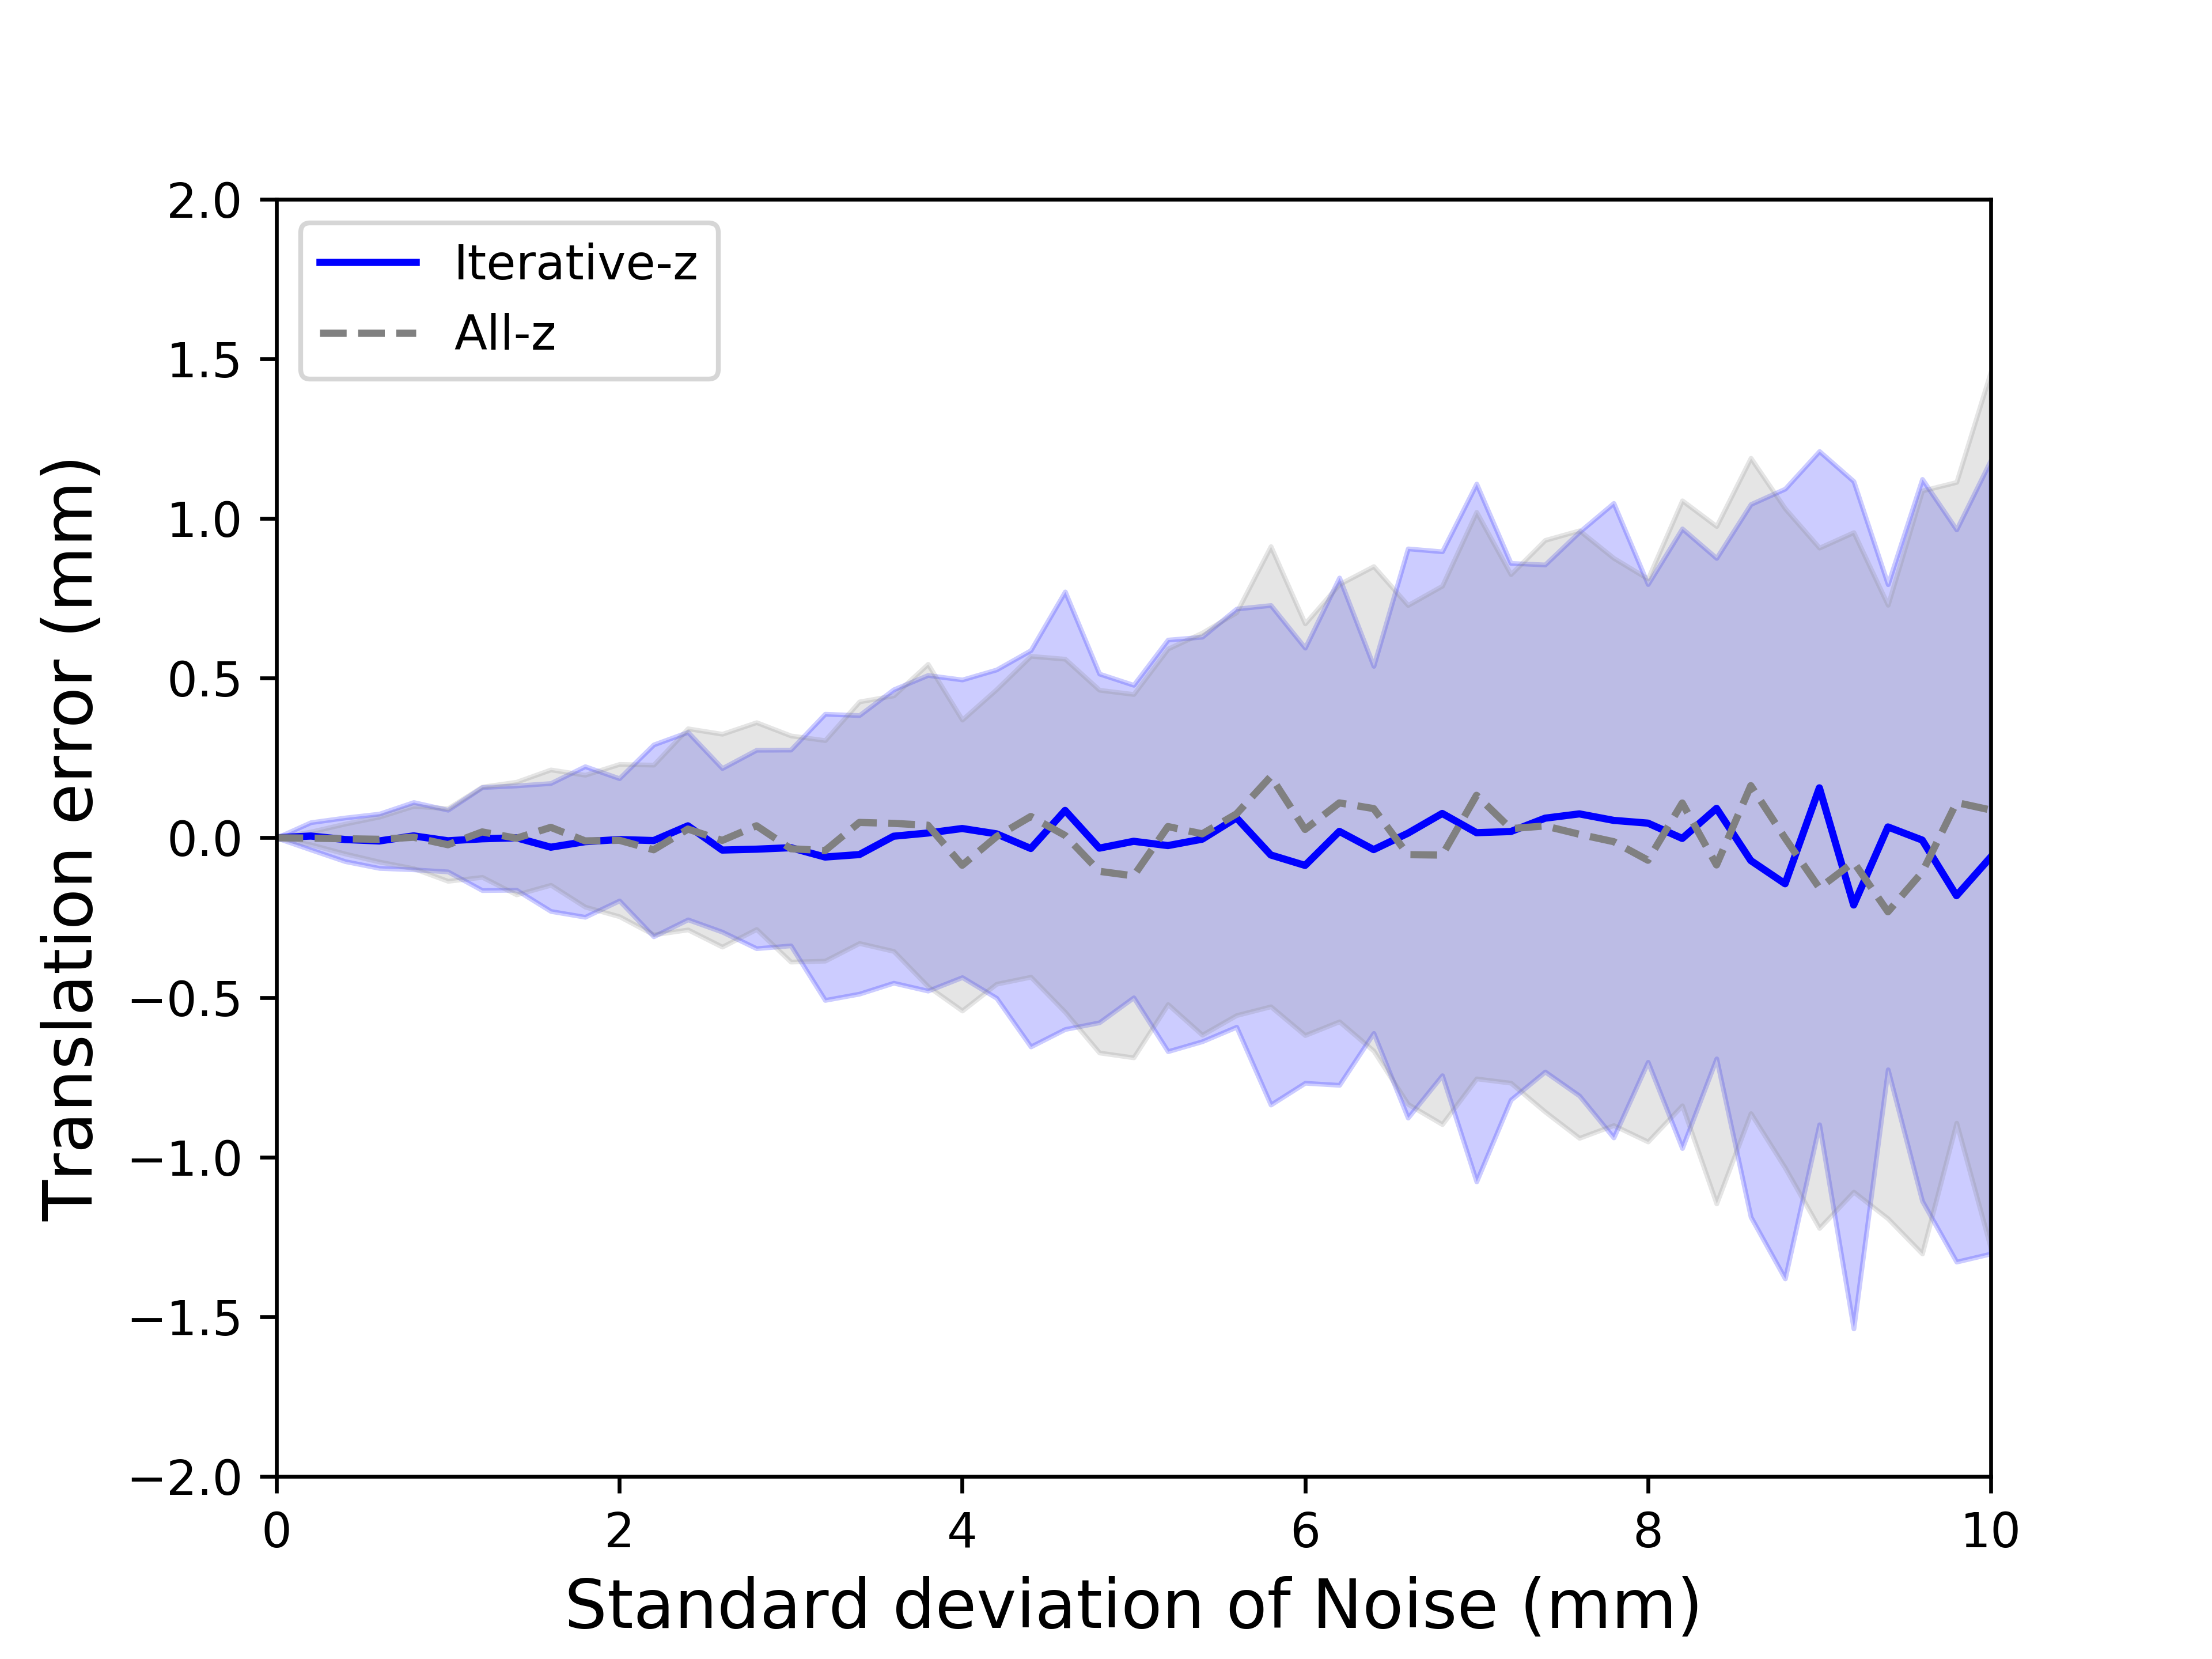 Iterative-z
All-z
2.0
1.5
1.0
0.5
0.0
−0.5
−1.0
−1.5
−2.0
Translation error (mm)
0 2 4 6 8 10
Standard deviation of Noise (mm)